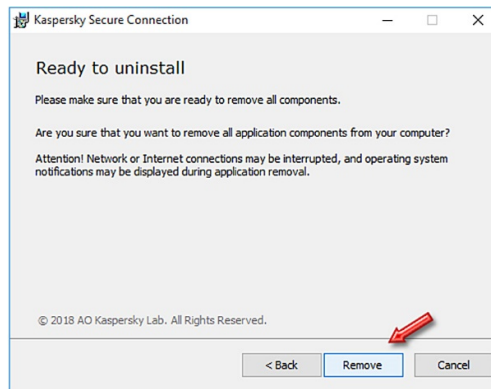 Kaspersky Secure Connection
Ready to uninstall
Please make sure that you are ready to remove all components.
Are you sure that you want to remove all application components from your computer?
Attention! Network or Internet connections may be interrupted, and operating system
notifications may be displayed during application removal.
© 2018 AO Kaspersky Lab. All Rights Reserved.
< Back Remove Cancel